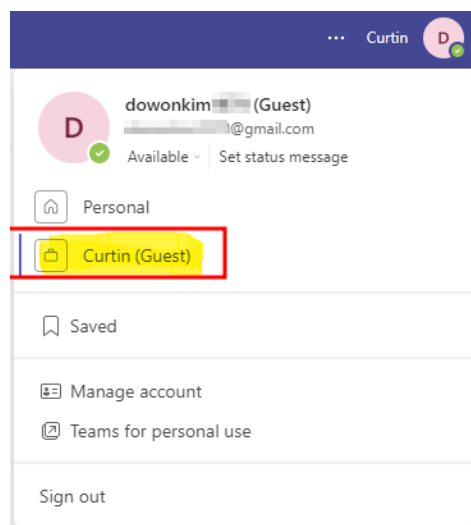 ··· Curtin D
dowonkim (Guest)
D
@gmail.com
Available Set status message
Personal
Curtin (Guest)
Saved
Manage account
Teams for personal use
Sign out